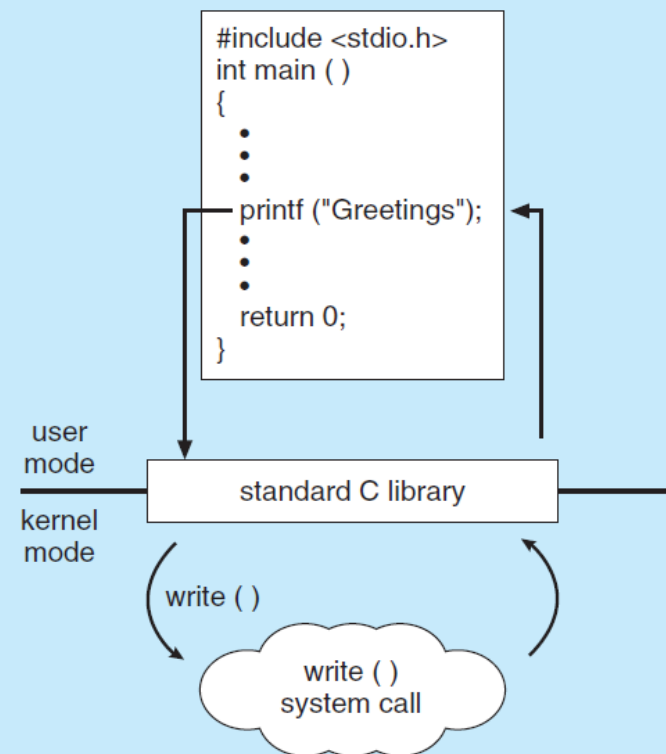 #include <stdio.h>
int main ( )
{
•
•
•
printf ("Greetings");
•
•
•
return 0;
}
user
mode
standard C library
kernel
mode
write ( )
write ( )
system call